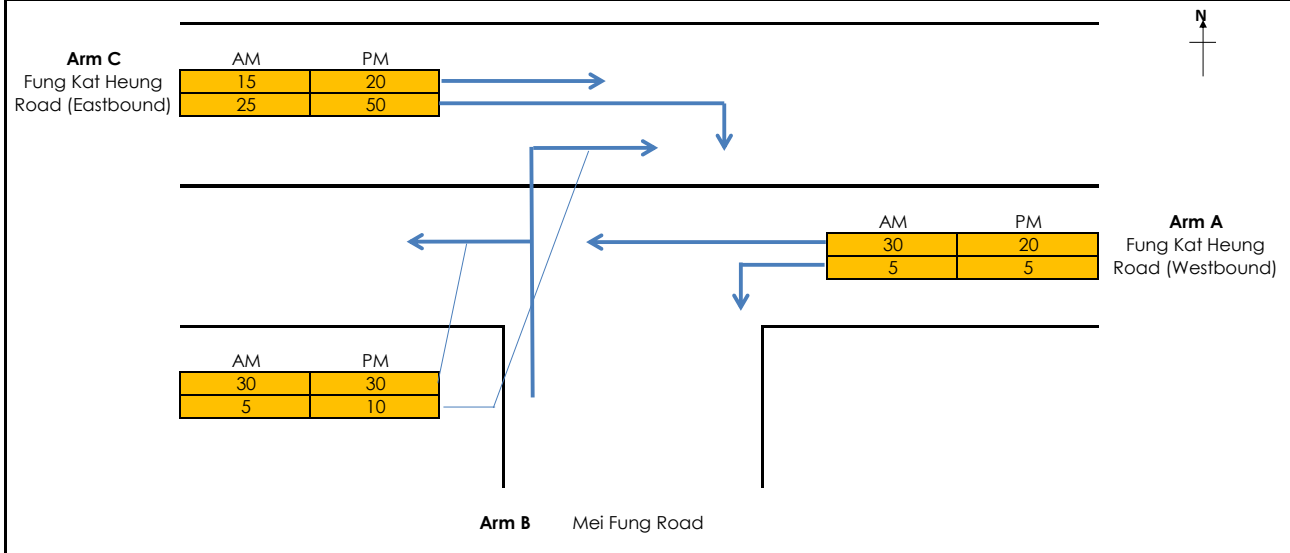 N
Arm C
Fung Kat Heung
Road (Eastbound)
AM PM
15 20
25 50
AM PM
30 20
5 5
Arm A
Fung Kat Heung
Road (Westbound)
AM PM
30 30
5 10
Arm B Mei Fung Road